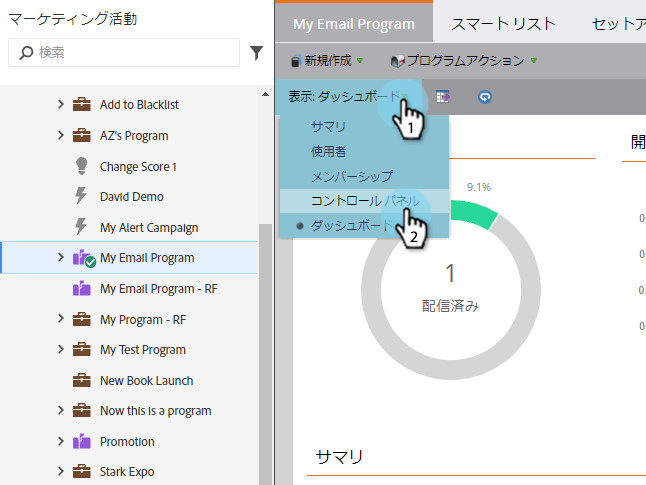 マーケティング活動
検索
Add to Blacklist
AZ's Program
Change Score 1
David Demo
My Alert Campaign
My Email Program
My Email Program - RF
My Program - RF
My Test Program
New Book Launch
Now this is a program
Promotion
Stark Expo
My Email Program スマート リスト セットア
新規作成 プログラムアクション
表示: ダッシュボード
1
サマリ
使用者
メンバーシップ
コントロール パネル
ダッシュボード
2
開
9.1%
0
0.
0.
0.
1
配信済み
サマリ